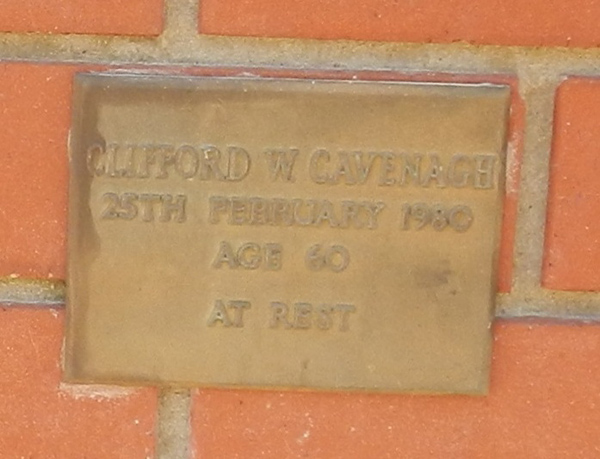 CLIFFORD W. CAVENAGH
25TH FEBRUARY 1980
AGE 60
AT REST